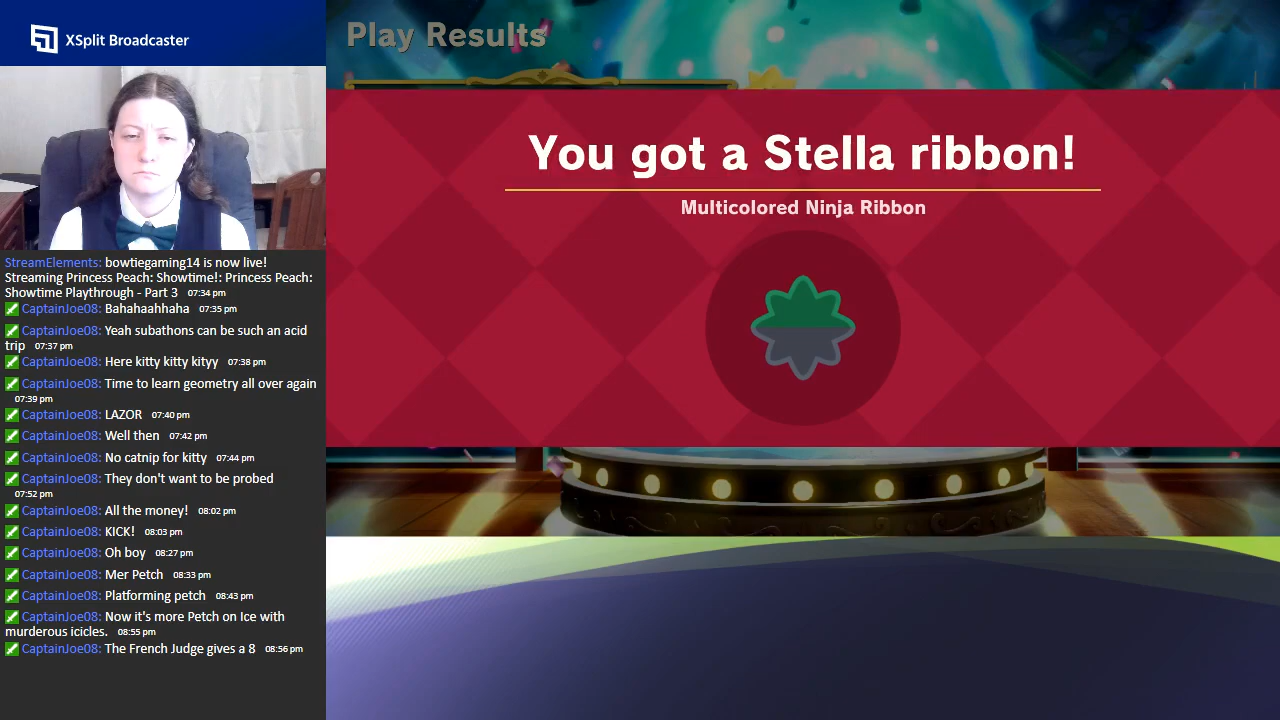 XSplit Broadcaster
StreamElements: bowtiegaming14 is now live!
Streaming Princess Peach: Showtime!: Princess Peach:
Showtime Playthrough - Part 3 07:34 pm
CaptainJoe08: Bahahaahhaha 07:35 pm
CaptainJoe08: Yeah subathons can be such an acid
trip 07:37 pm
CaptainJoe08: Here kitty kitty kityy 07:38 pm
CaptainJoe08: Time to learn geometry all over again
07:39 pm
CaptainJoe08: LAZOR 07:40 pm
CaptainJoe08: Well then 07:42 pm
CaptainJoe08: No catnip for kitty 07:44 pm
CaptainJoe08: They don't want to be probed
07:52 pm
CaptainJoe08: All the money! 08:02 pm
CaptainJoe08: KICK! 08:03 pm
CaptainJoe08: Oh boy 08:27 pm
CaptainJoe08: Mer Petch 08:33 pm
CaptainJoe08: Platforming petch 08:43 pm
CaptainJoe08: Now it's more Petch on Ice with
murderous icicles. 08:55 pm
CaptainJoe08: The French Judge gives a 8 08:56 pm
Play Results
You got a Stella ribbon!
Multicolored Ninja Ribbon